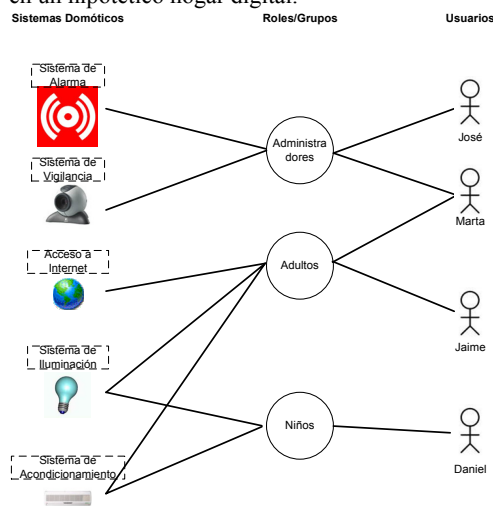 en un hipotético hogar digital.
Sistemas Domóticos
Roles/Grupos
Usuarios
Sistema de
Alarma
Administra
dores
José
Sistema de
Vigilancia
Marta
Acceso a
Internet
Adultos
Sistema de
Iluminación
Jaime
Niños
Sistema de
Acondicionamiento
Daniel